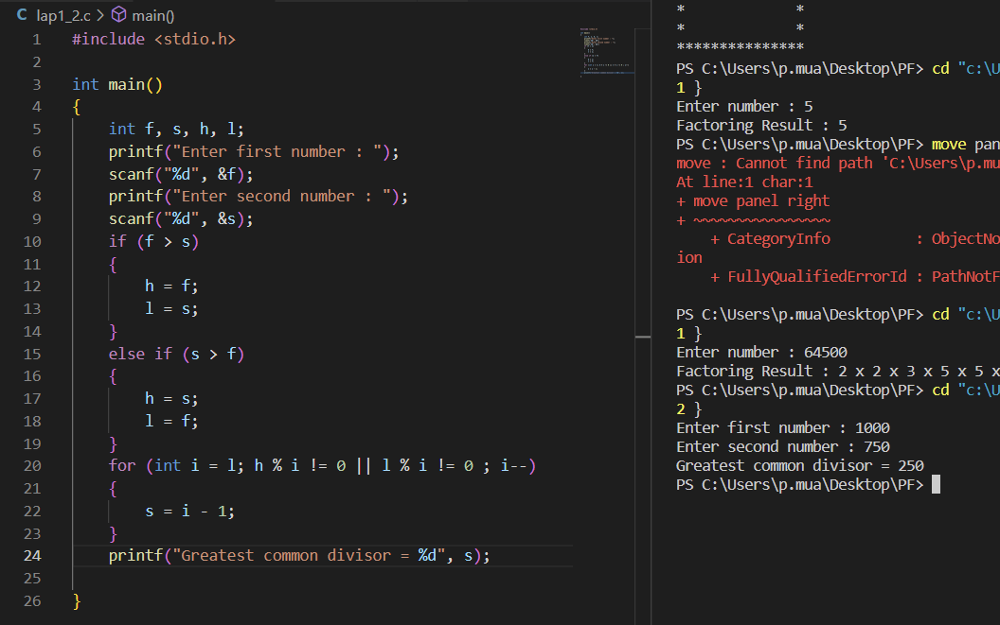 C lap1_2.c > main()
1 #include <stdio.h>
2
3 int main()
4 {
5 int f, s, h, l;
6 printf("Enter first number : ");
7 scanf("%d", &f);
8 printf("Enter second number : ");
9 scanf("%d", &s);
10 if (f > s)
11 {
12 h = f;
13 l = s;
14 }
15 else if (s > f)
16 {
17 h = s;
18 l = f;
19 }
20 for (int i = l; h % i != 0 || l % i != 0 ; i--)
21 {
22 s = i - 1;
23 }
24 printf("Greatest common divisor = %d", s);
25
26 }
* *
* *
***************
PS C:\Users\p.mua\Desktop\PF> cd "c:\U
1 }
Enter number : 5
Factoring Result : 5
PS C:\Users\p.mua\Desktop\PF> move pan
move : Cannot find path 'C:\Users\p.mu
At line:1 char:1
+ move panel right
+ ~~~~~~~~~~~~~~~~
+ CategoryInfo : ObjectNo
ion
+ FullyQualifiedErrorId : PathNotF
PS C:\Users\p.mua\Desktop\PF> cd "c:\U
1 }
Enter number : 64500
Factoring Result : 2 x 2 x 3 x 5 x 5 x
PS C:\Users\p.mua\Desktop\PF> cd "c:\U
2 }
Enter first number : 1000
Enter second number : 750
Greatest common divisor = 250
PS C:\Users\p.mua\Desktop\PF>